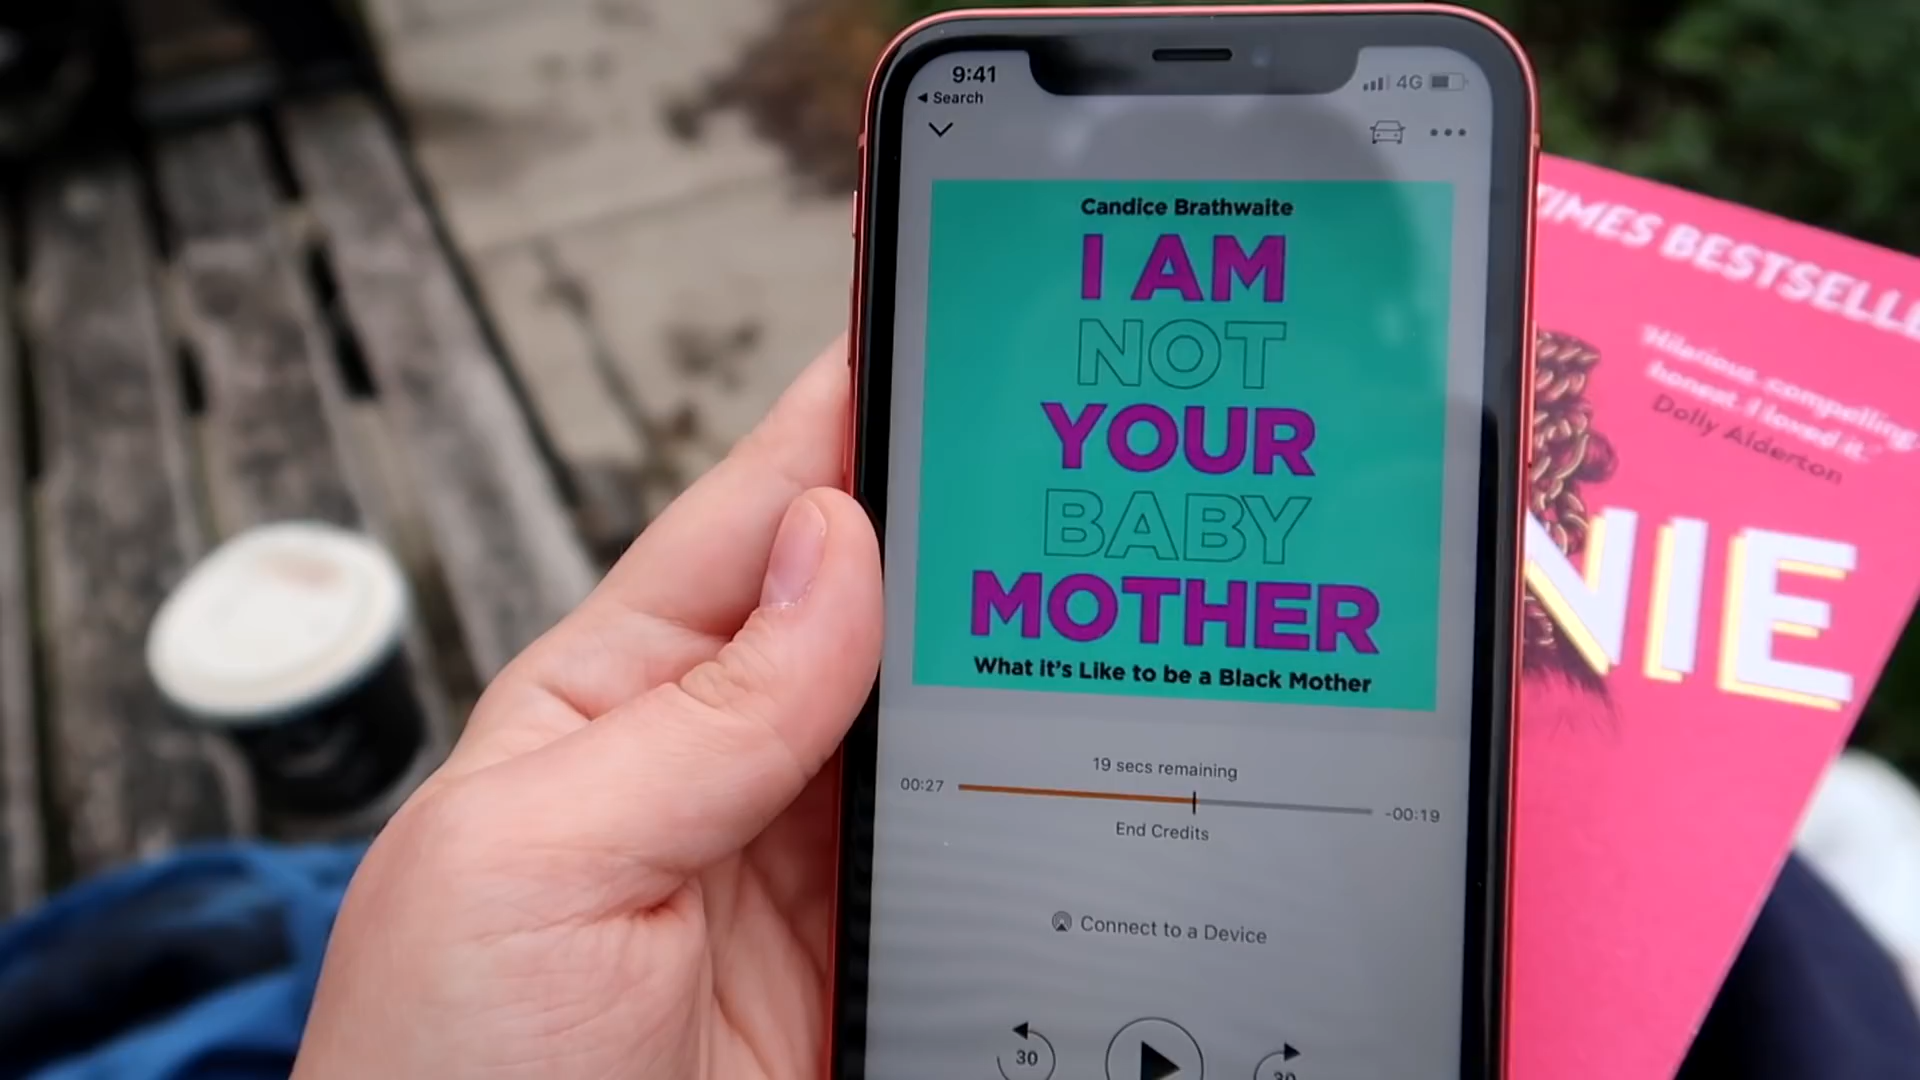 9:41
4G
Search
Candice Brathwaite
I AM
NOT
YOUR
BABY
MOTHER
What it's Like to be a Black Mother
19 secs remaining
00:27
-00:19
End Credits
Connect to a Device
30
30
TIMES BESTSELLE
'Hilarious, compelling,
honest. I loved it.'
Dolly Alderton
NIE